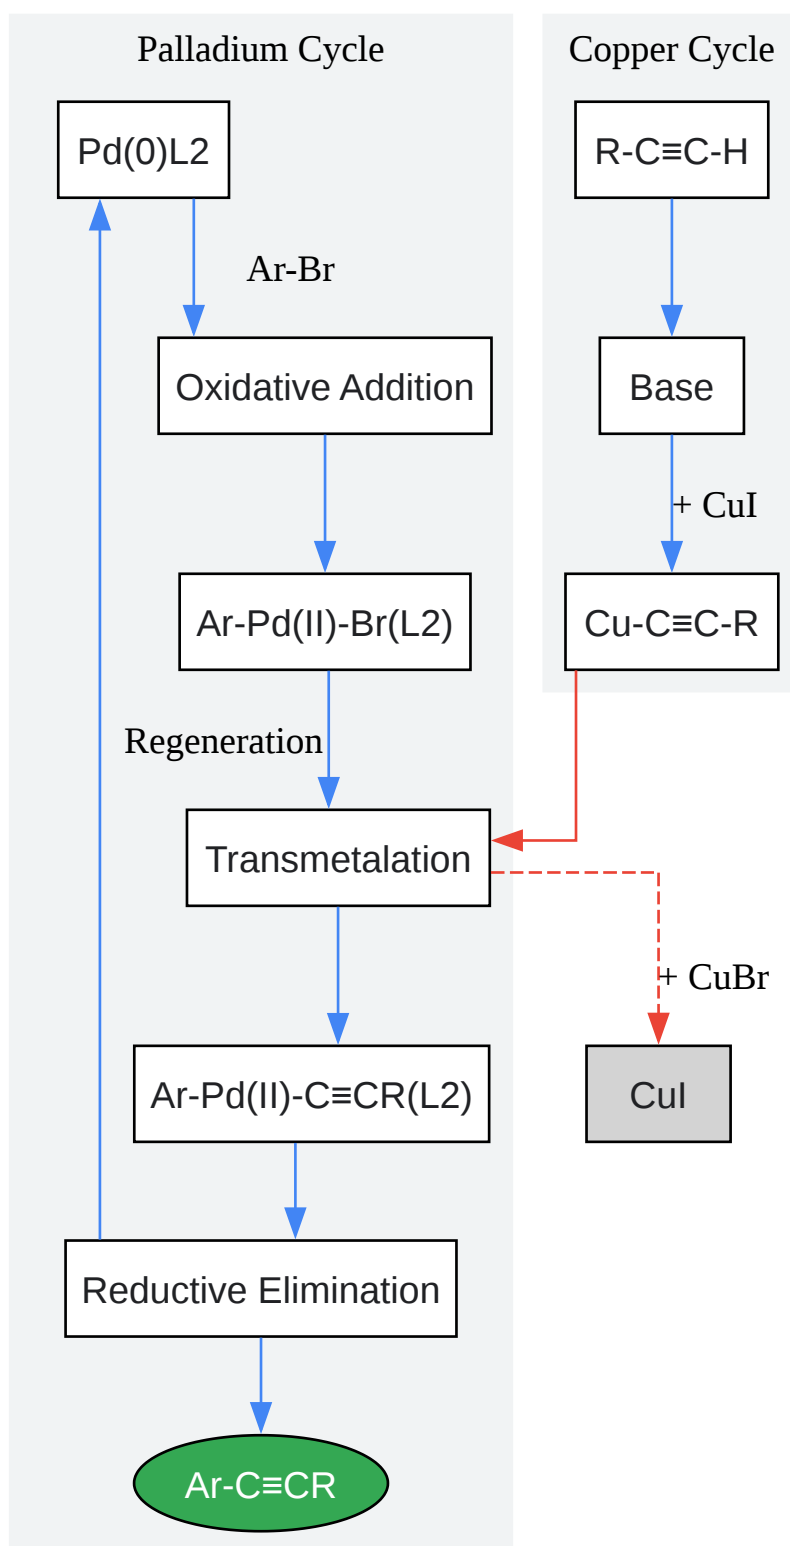 Palladium Cycle
Copper Cycle
Pd(0)L2
R-C≡C-H
Ar-Br
Oxidative Addition
Base
+ CuI
Ar-Pd(II)-Br(L2)
Cu-C≡C-R
Regeneration
Transmetalation
+ CuBr
Ar-Pd(II)-C≡CR(L2)
CuI
Reductive Elimination
Ar-C≡CR